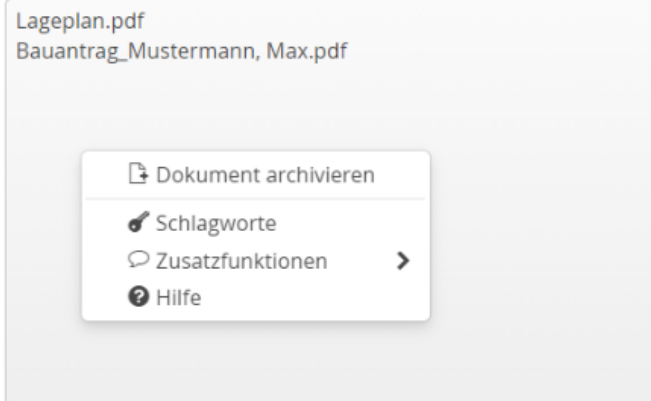 Lageplan.pdf
Bauantrag_Mustermann, Max.pdf
Dokument archivieren
Schlagworte
Zusatzfunktionen
Hilfe